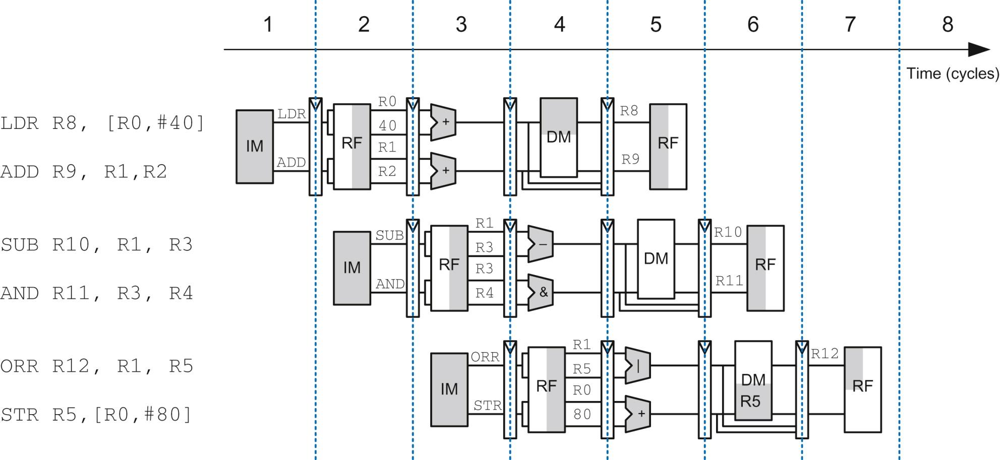 1 2 3 4 5 6 7 8
Time (cycles)
LDR R8, [R0,#40]
ADD R9, R1,R2
IM
LDR
ADD
RF
R0
40
R1
R2
+
+
DM
R8
R9
RF
SUB R10, R1, R3
AND R11, R3, R4
IM
SUB
AND
RF
R1
R3
R3
R4
−
&
DM
R10
R11
RF
ORR R12, R1, R5
STR R5,[R0,#80]
IM
ORR
STR
RF
R1
R5
R0
80
|
+
DM
R5
R12
RF